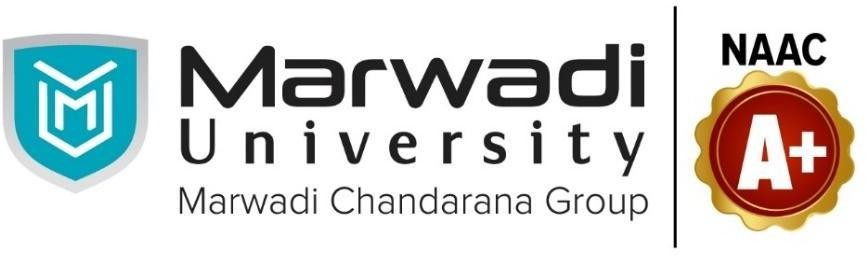 Marwadi
University
Marwadi Chandarana Group
NAAC
A+